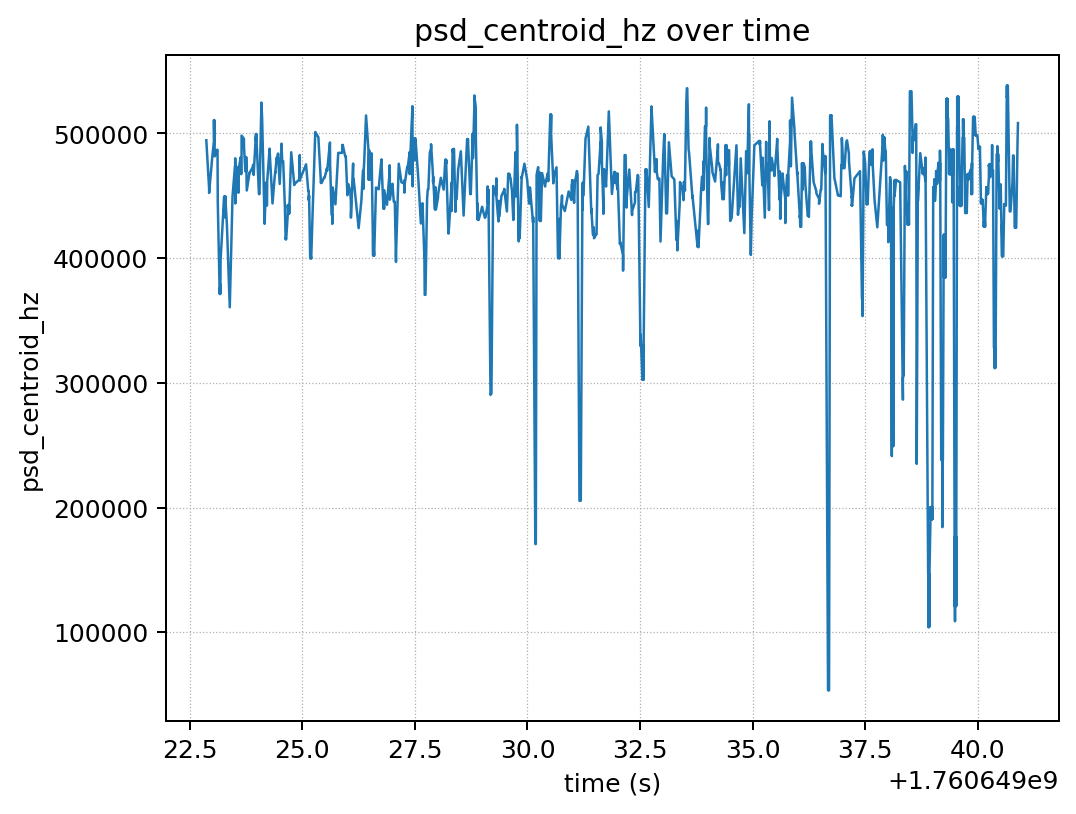 psd_centroid_hz over time
psd_centroid_hz
500000
400000
300000
200000
100000
22.5 25.0 27.5 30.0 32.5 35.0 37.5 40.0
time (s)
+1.760649e9